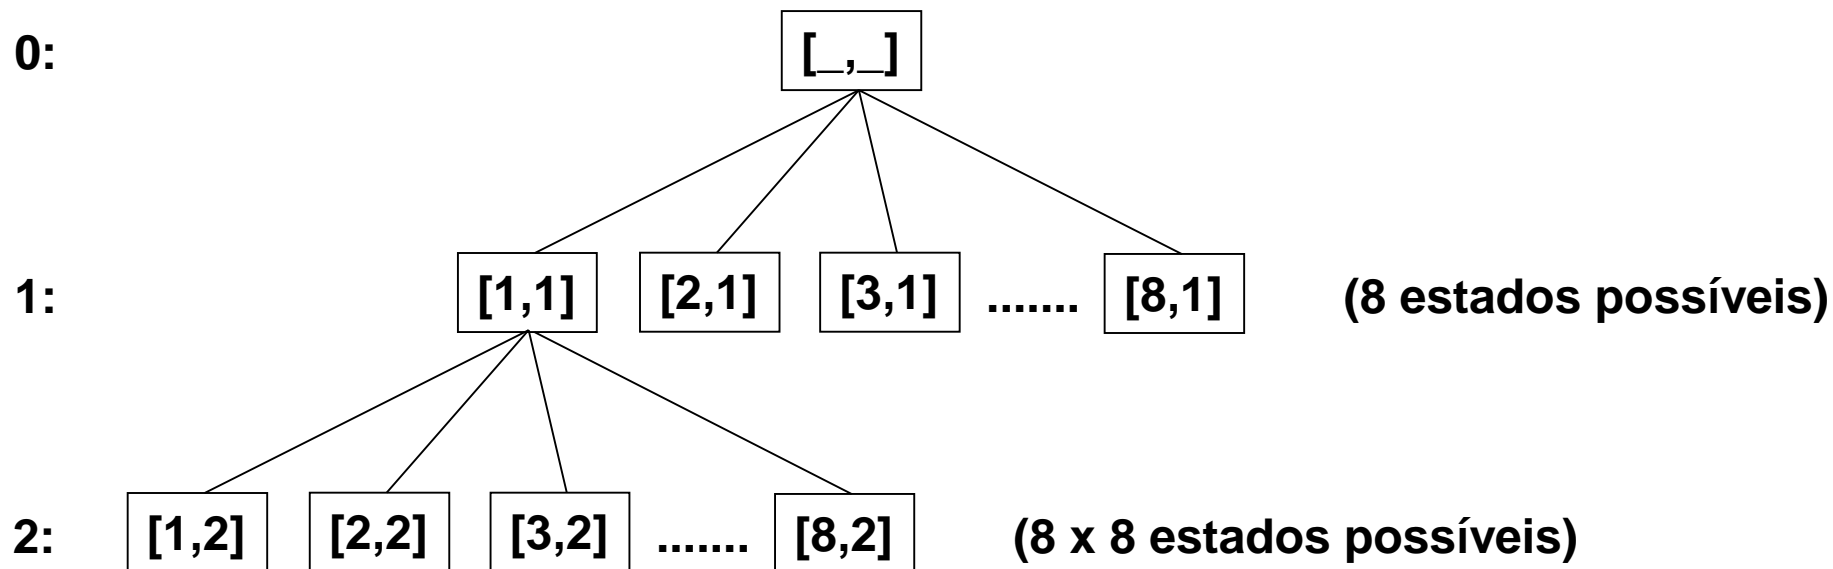 0: [_,_]
1: [1,1] [2,1] [3,1] ....... [8,1] (8 estados possíveis)
2: [1,2] [2,2] [3,2] ....... [8,2] (8 x 8 estados possíveis)